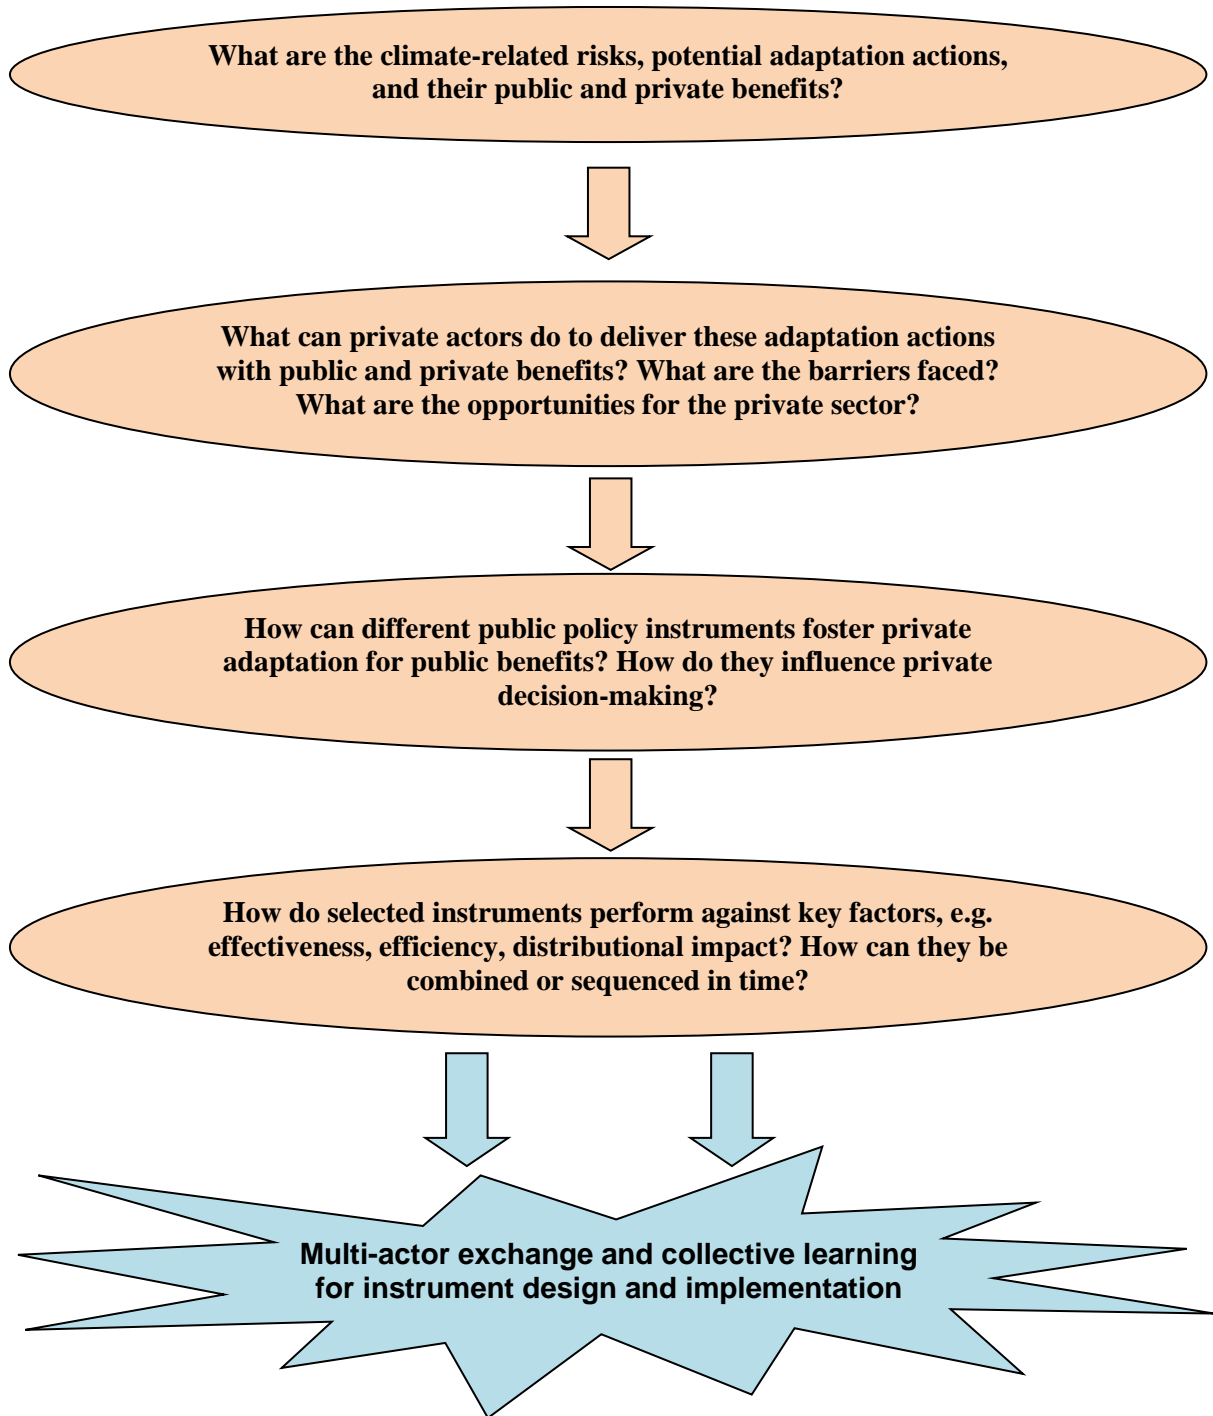 What are the climate-related risks, potential adaptation actions,
and their public and private benefits?
What can private actors do to deliver these adaptation actions
with public and private benefits? What are the barriers faced?
What are the opportunities for the private sector?
How can different public policy instruments foster private
adaptation for public benefits? How do they influence private
decision-making?
How do selected instruments perform against key factors, e.g.
effectiveness, efficiency, distributional impact? How can they be
combined or sequenced in time?
Multi-actor exchange and collective learning
for instrument design and implementation